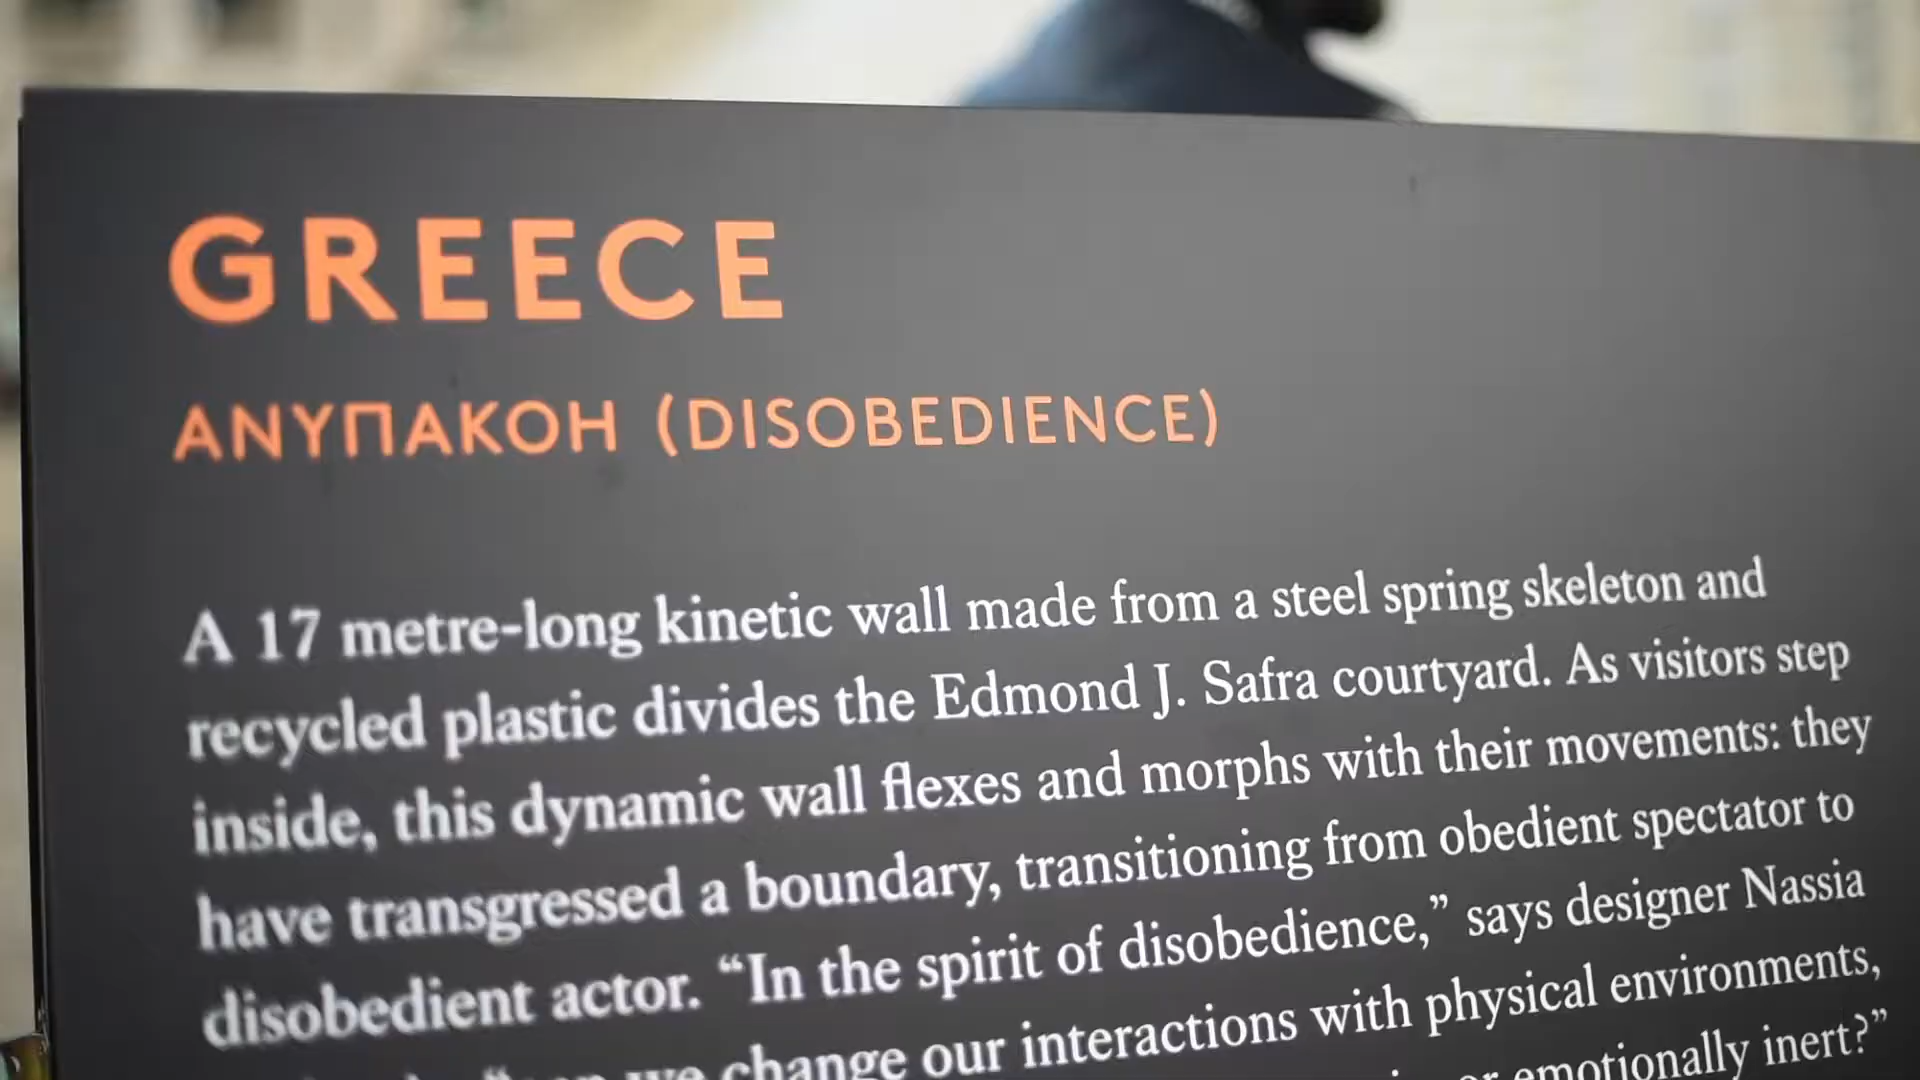 GREECE
ΑΝΥΠΑΚΟΗ (DISOBEDIENCE)
A 17 metre-long kinetic wall made from a steel spring skeleton and
recycled plastic divides the Edmond J. Safra courtyard. As visitors step
inside, this dynamic wall flexes and morphs with their movements: they
have transgressed a boundary, transitioning from obedient spectator to
disobedient actor. “In the spirit of disobedience,” says designer Nassia
we change our interactions with physical environments,
or emotionally inert?”